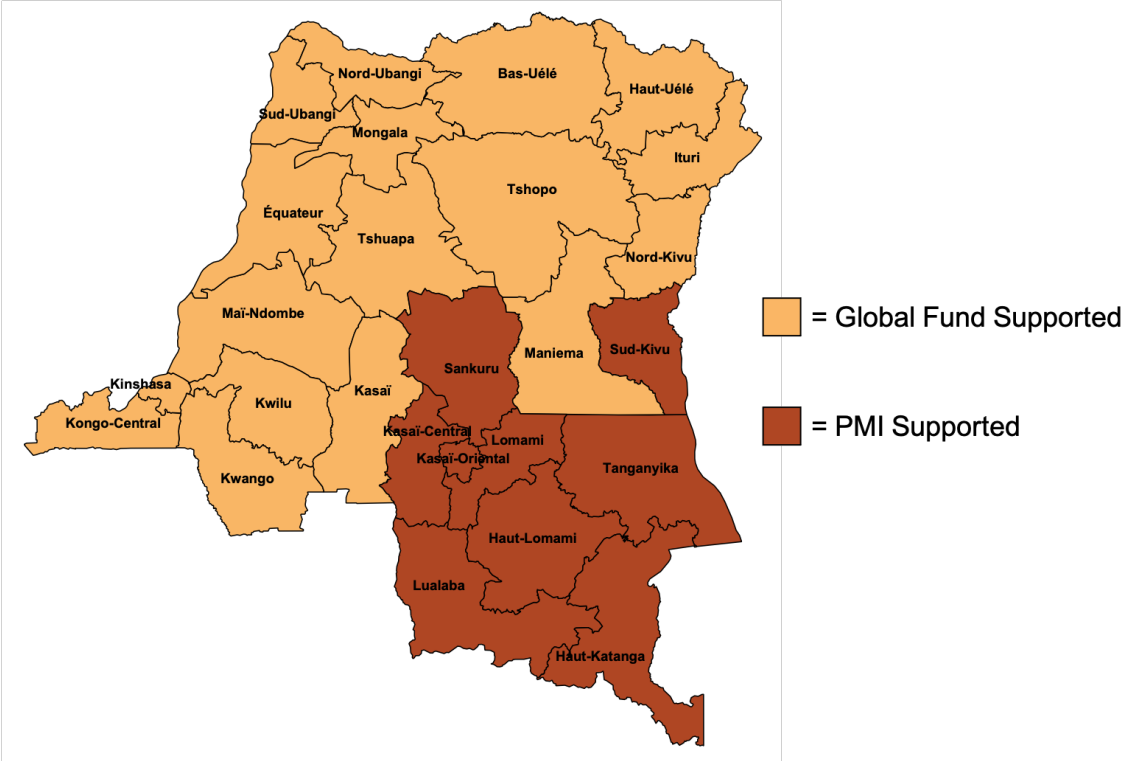 Nord-Ubangi
Bas-Uélé
Haut-Uélé
Sud-Ubangi
Mongala
Ituri
Tshopo
Équateur
Tshuapa
Nord-Kivu
Maï-Ndombe
= Global Fund Supported
Sud-Kivu
Maniema
Sankuru
Kinshasa
Kasaï
Kwilu
Kongo-Central
= PMI Supported
Kasaï-Central
Lomami
Kasaï-Oriental
Tanganyika
Kwango
Haut-Lomami
Lualaba
Haut-Katanga